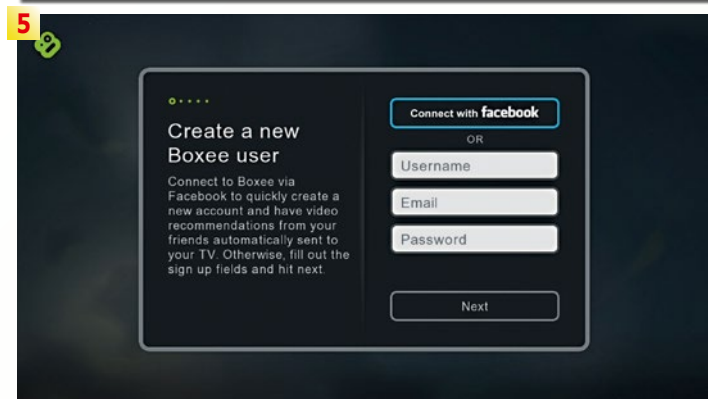 5
Create a new
Boxee user
Connect to Boxee via
Facebook to quickly create a
new account and have video
recommendations from your
friends automatically sent to
your TV. Otherwise, fill out the
sign up fields and hit next.
Connect with facebook
OR
Username
Email
Password
Next